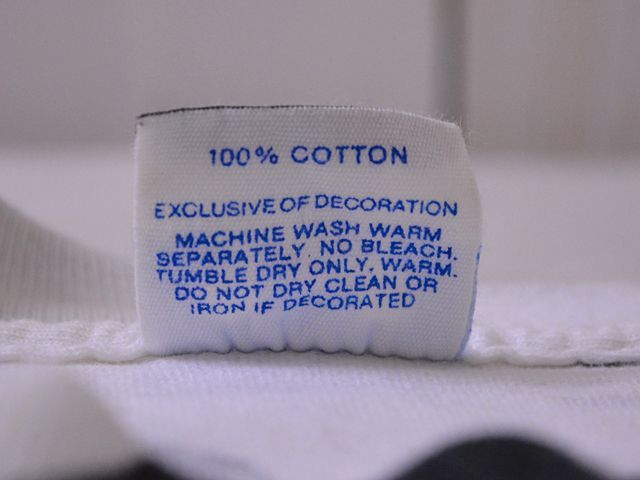 100% COTTON
EXCLUSIVE OF DECORATION
MACHINE WASH WARM
SEPARATELY NO BLEACH.
TUMBLE DRY ONLY, WARM.
DO NOT DRY CLEAN OR
IRON IF DECORATED